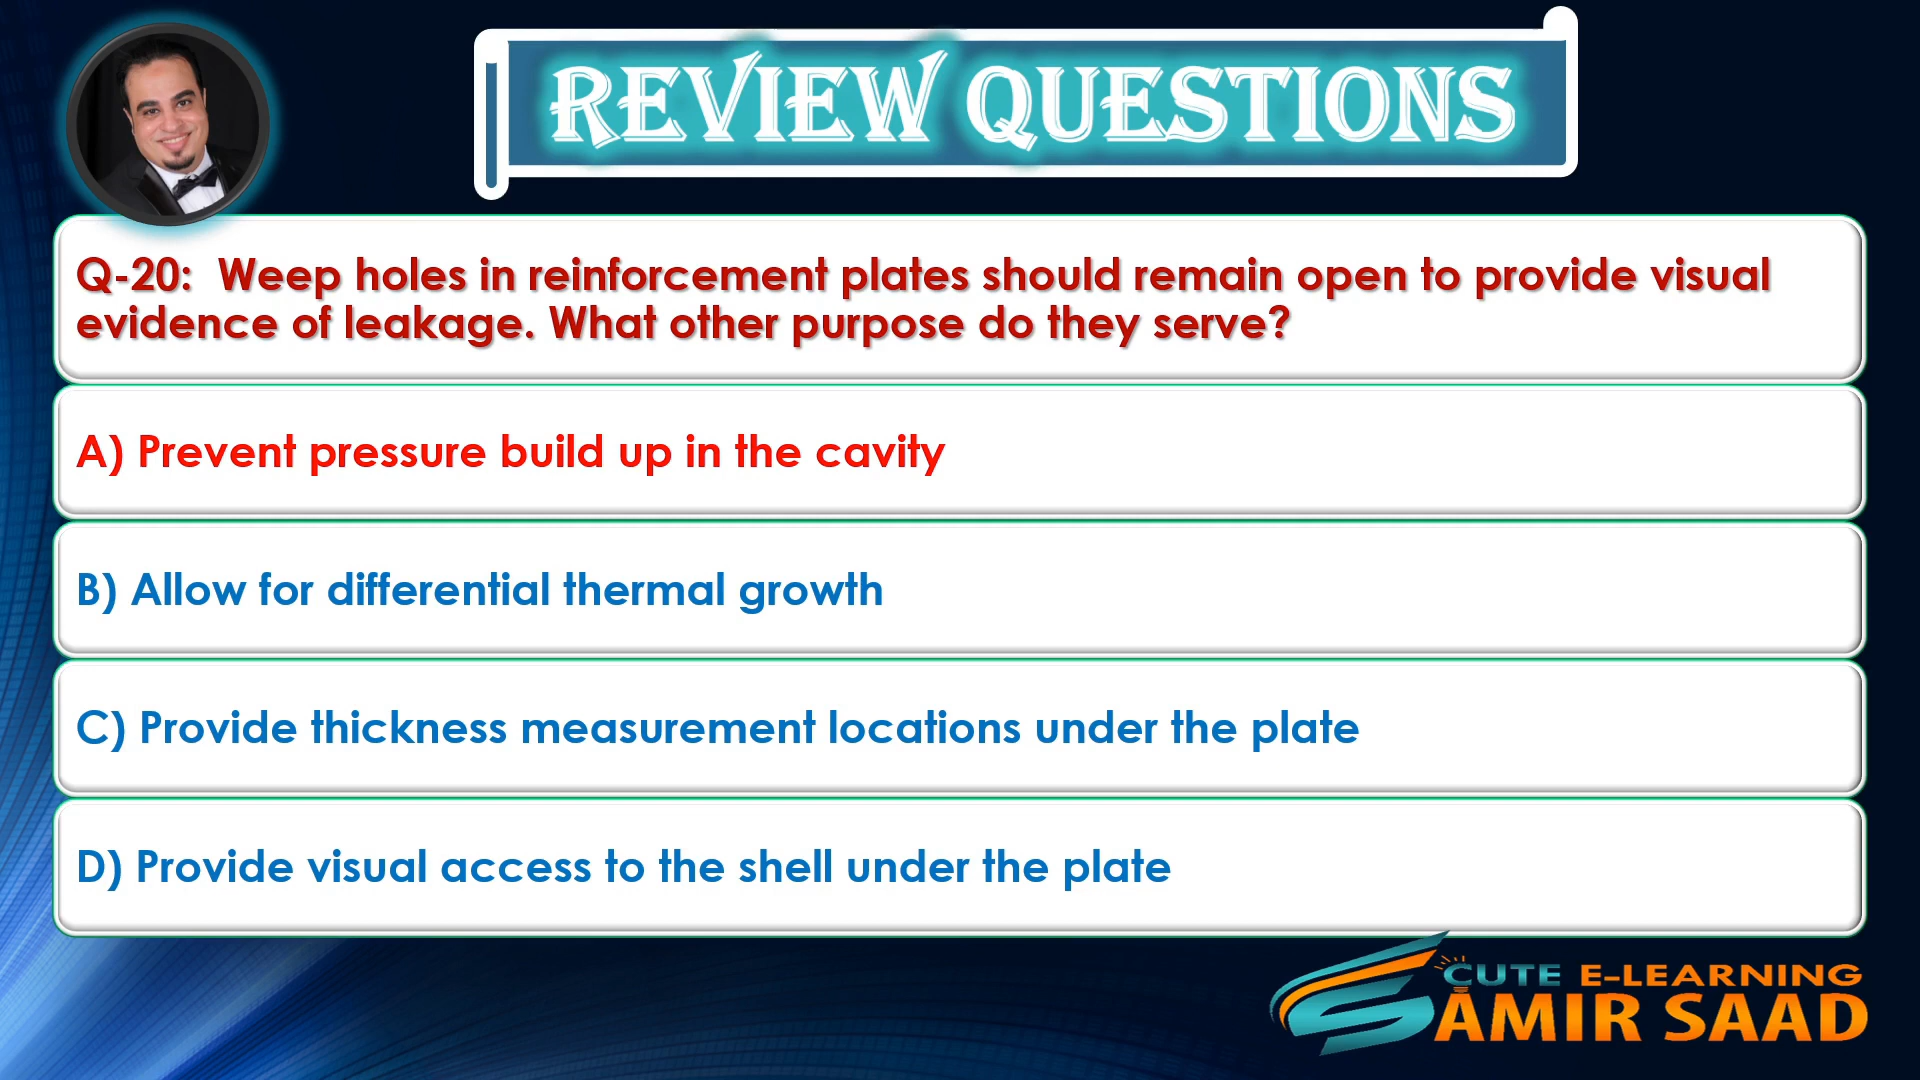 REVIEW QUESTIONS
Q-20:  Weep holes in reinforcement plates should remain open to provide visual
evidence of leakage. What other purpose do they serve?
A) Prevent pressure build up in the cavity
B) Allow for differential thermal growth
C) Provide thickness measurement locations under the plate
D) Provide visual access to the shell under the plate
CUTE E-LEARNING
AMIR SAAD